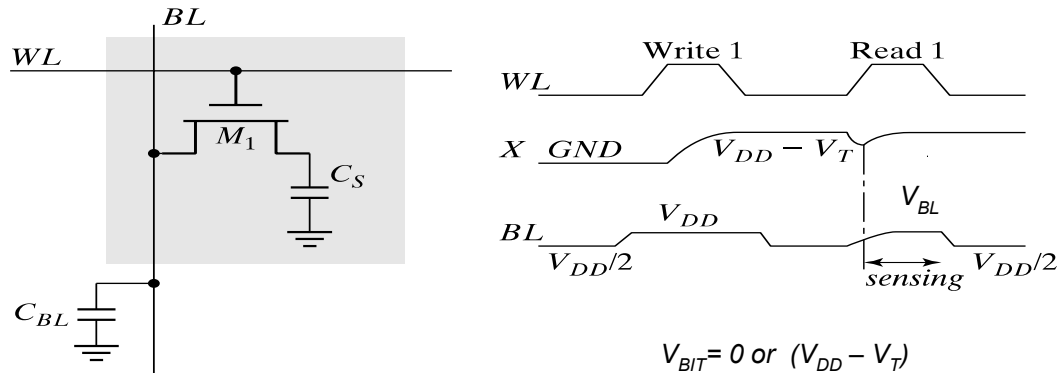 BL
WL
M1
CS
CBL
Write 1 Read 1
WL
X GND VDD − VT
VBL
BL VDD
VDD/2 sensing VDD/2
VBIT= 0 or (VDD – VT)